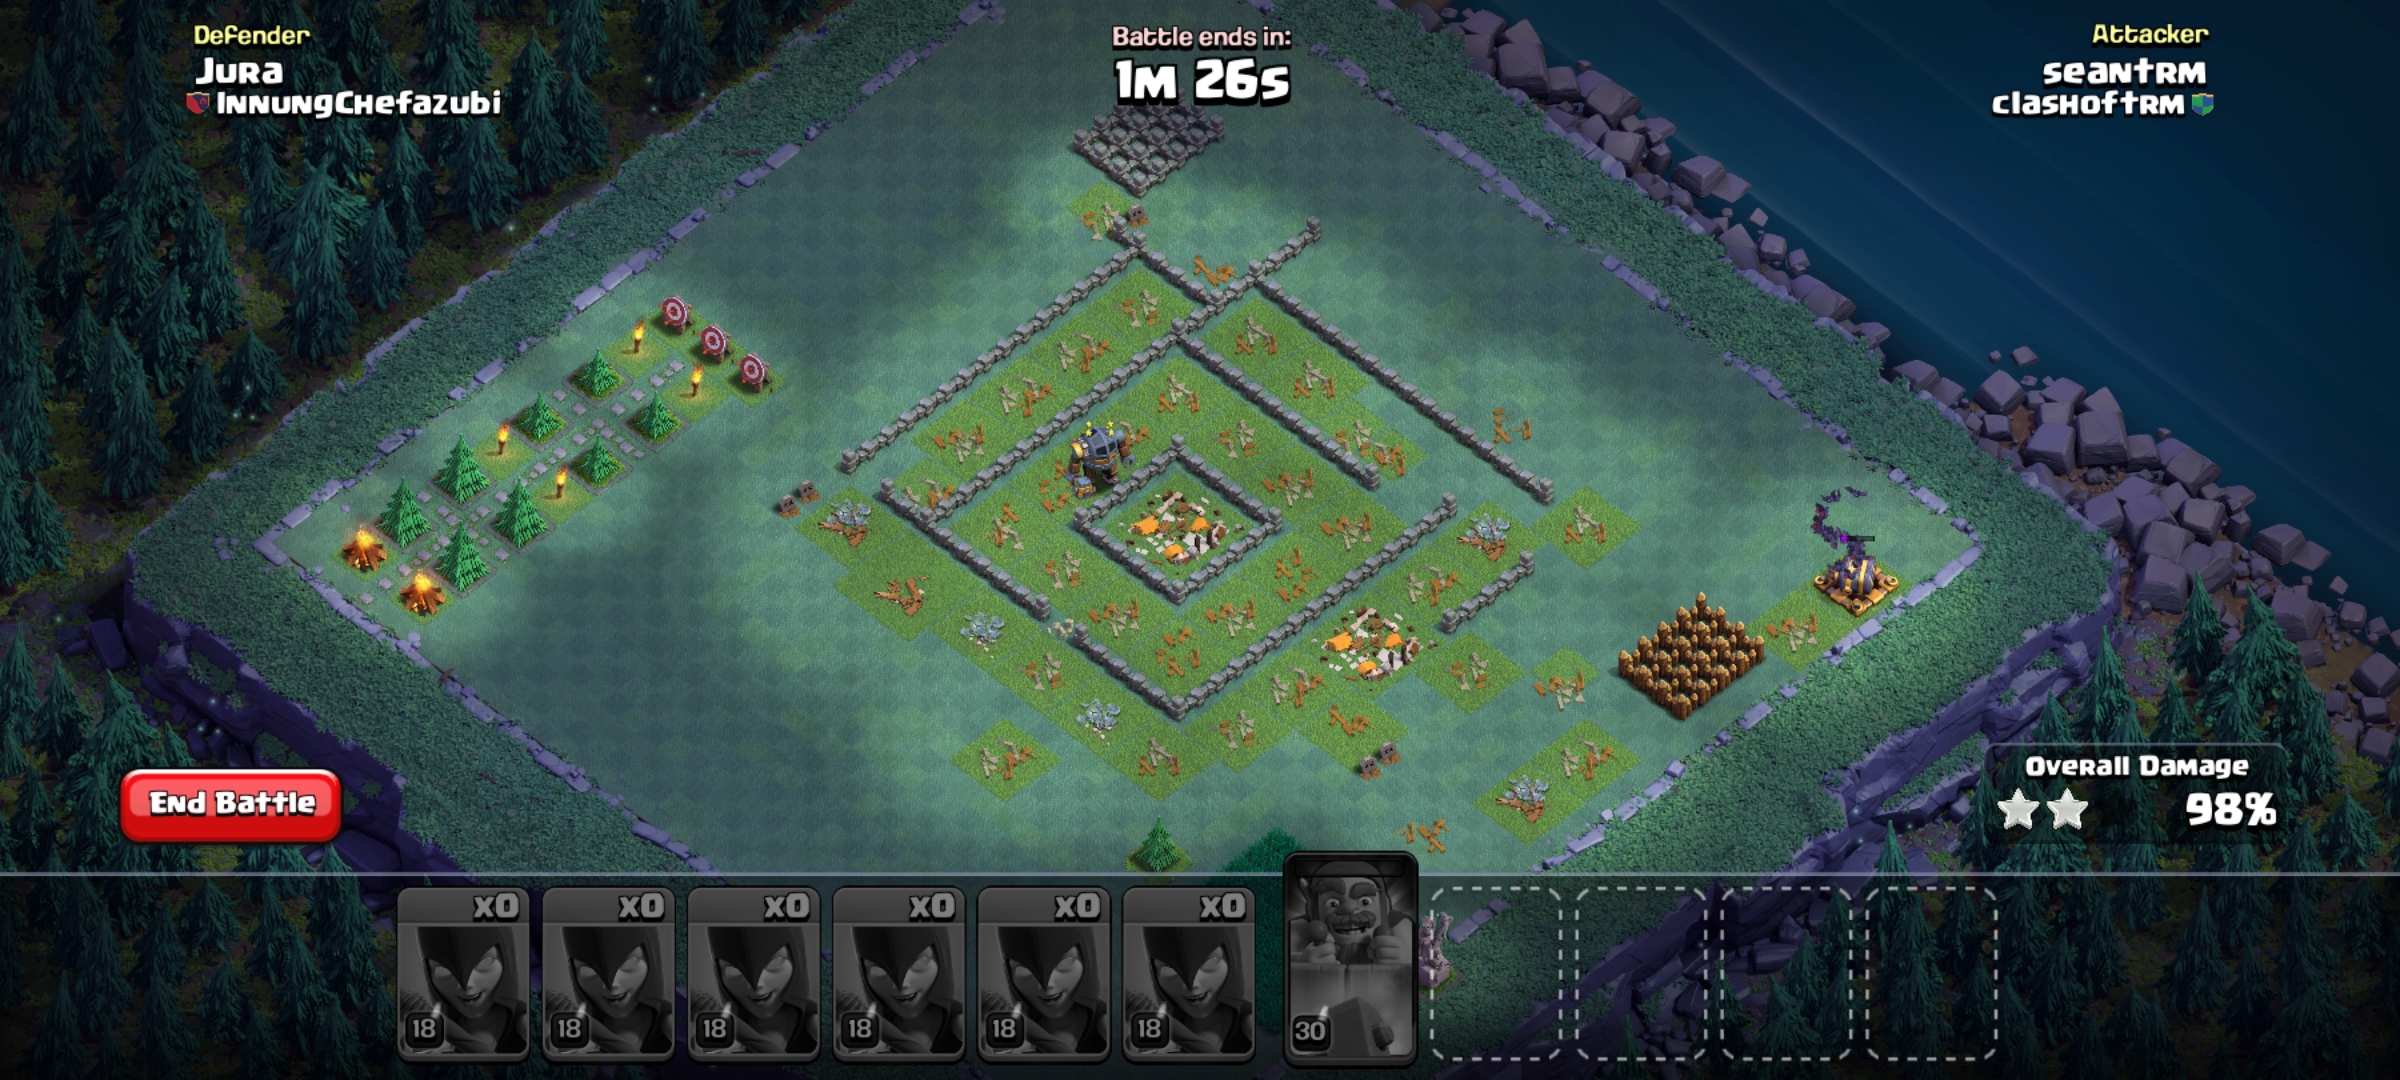 Defender
Jura
InnungChefazubi
Battle ends in:
1M 26s
Attacker
seantRM
clashoftRM
End Battle
Overall Damage
98%
x0
x0
x0
x0
x0
x0
18
18
18
18
18
18
30